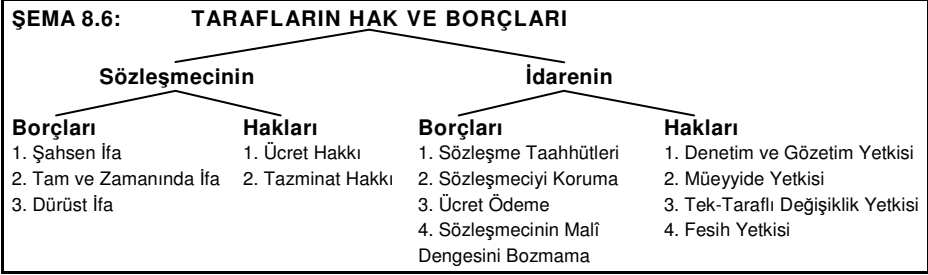 ŞEMA 8.6: TARAFLARIN HAK VE BORÇLARI
Sözleşmecinin
İdarenin
Borçları
1. Şahsen İfa
2. Tam ve Zamanında İfa
3. Dürüst İfa
Hakları
1. Ücret Hakkı
2. Tazminat Hakkı
Borçları
1. Sözleşme Taahhütleri
2. Sözleşmeciyi Koruma
3. Ücret Ödeme
4. Sözleşmecinin Malî
Dengesini Bozmama
Hakları
1. Denetim ve Gözetim Yetkisi
2. Müeyyide Yetkisi
3. Tek-Taraflı Değişiklik Yetkisi
4. Fesih Yetkisi